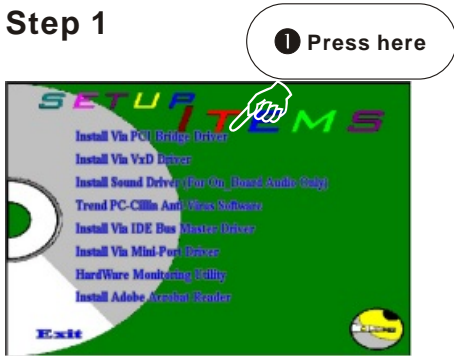 Step 1
❶ Press here
SETUP ITEMS
Install Via PCI Bridge Driver
Install Via VxD Driver
Install Sound Driver (For On_Board Audio Only)
Trend PC-Cillin Anti Virus Software
Install Via IDE Bus Master Driver
Install Via Mini-Port Driver
HardWare Monitoring Utility
Install Adobe Acrobat Reader
Exit